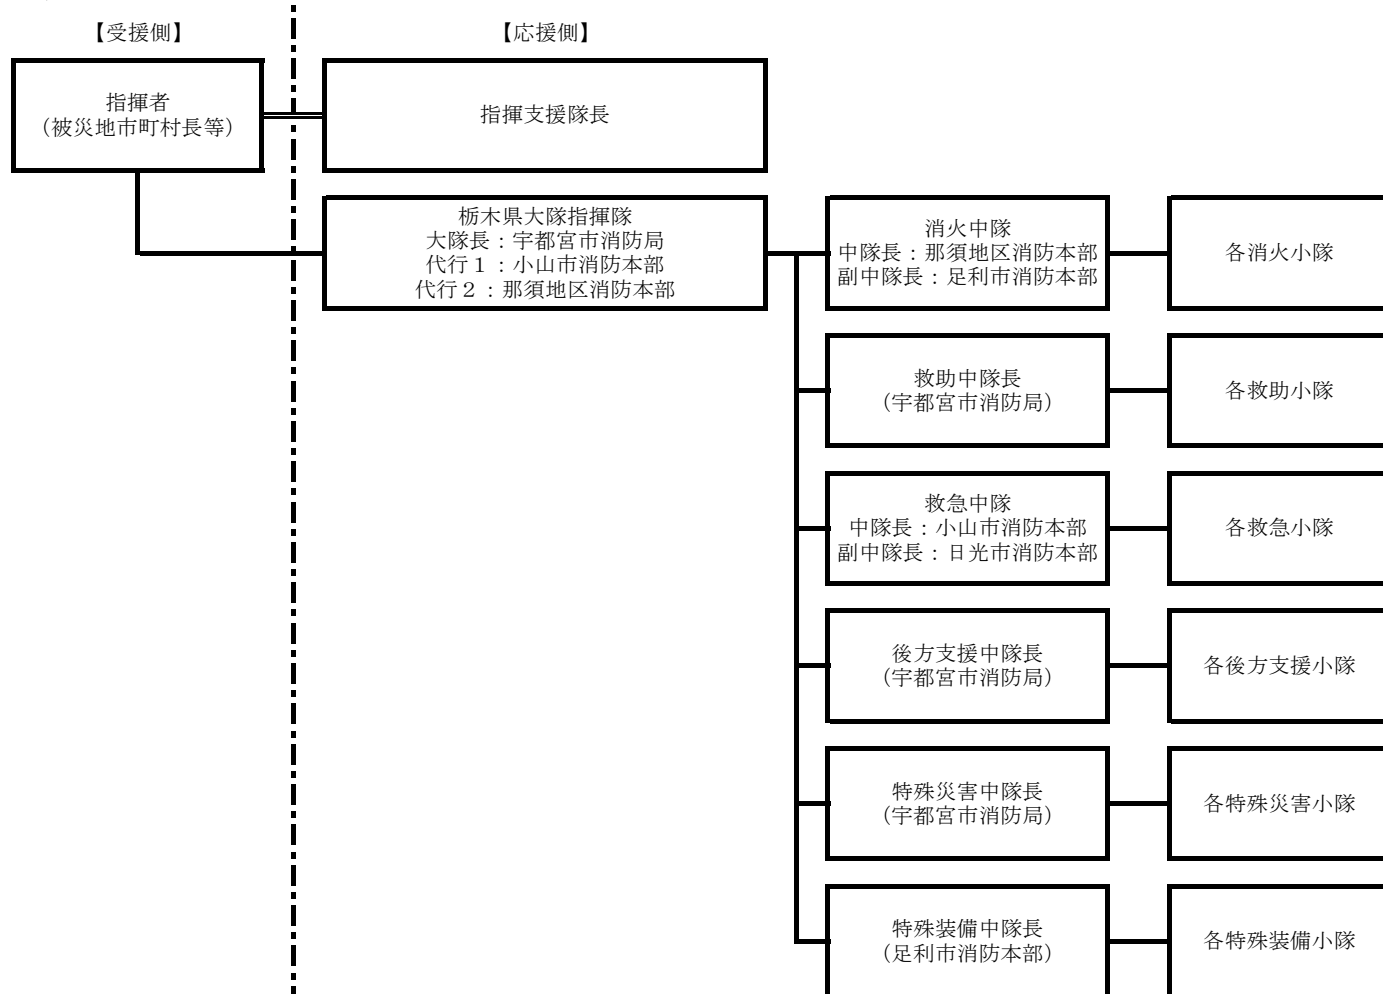 【受援側】
【応援側】
指揮者
(被災地市町村長等)
指揮支援隊長
栃木県大隊指揮隊
大隊長：宇都宮市消防局
代行１：小山市消防本部
代行２：那須地区消防本部
消火中隊
中隊長：那須地区消防本部
副中隊長：足利市消防本部
各消火小隊
救助中隊長
(宇都宮市消防局)
各救助小隊
救急中隊
中隊長：小山市消防本部
副中隊長：日光市消防本部
各救急小隊
後方支援中隊長
(宇都宮市消防局)
各後方支援小隊
特殊災害中隊長
(宇都宮市消防局)
各特殊災害小隊
特殊装備中隊長
(足利市消防本部)
各特殊装備小隊